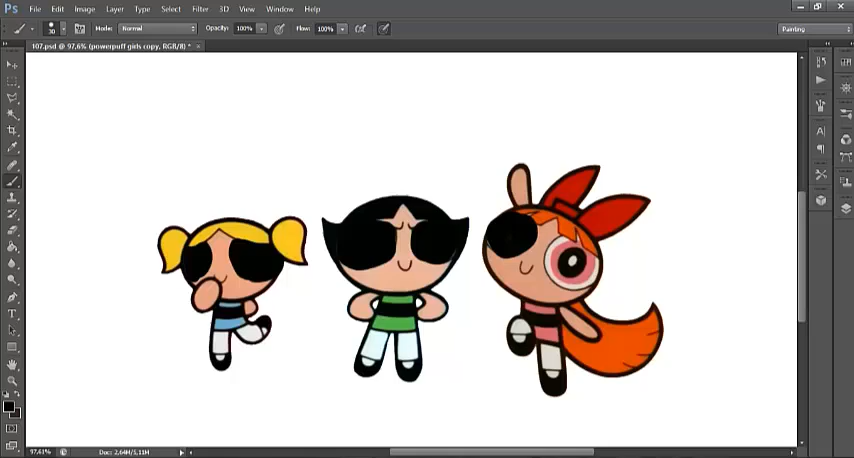 Ps File Edit Image Layer Type Select Filter 3D View Window Help
30 Mode: Normal Opacity: 100% Flow: 100% Painting
107.psd @ 97,6% (powerpuff girls copy, RGB/8) * ×
97,61% Doc: 2,64M/5,11M